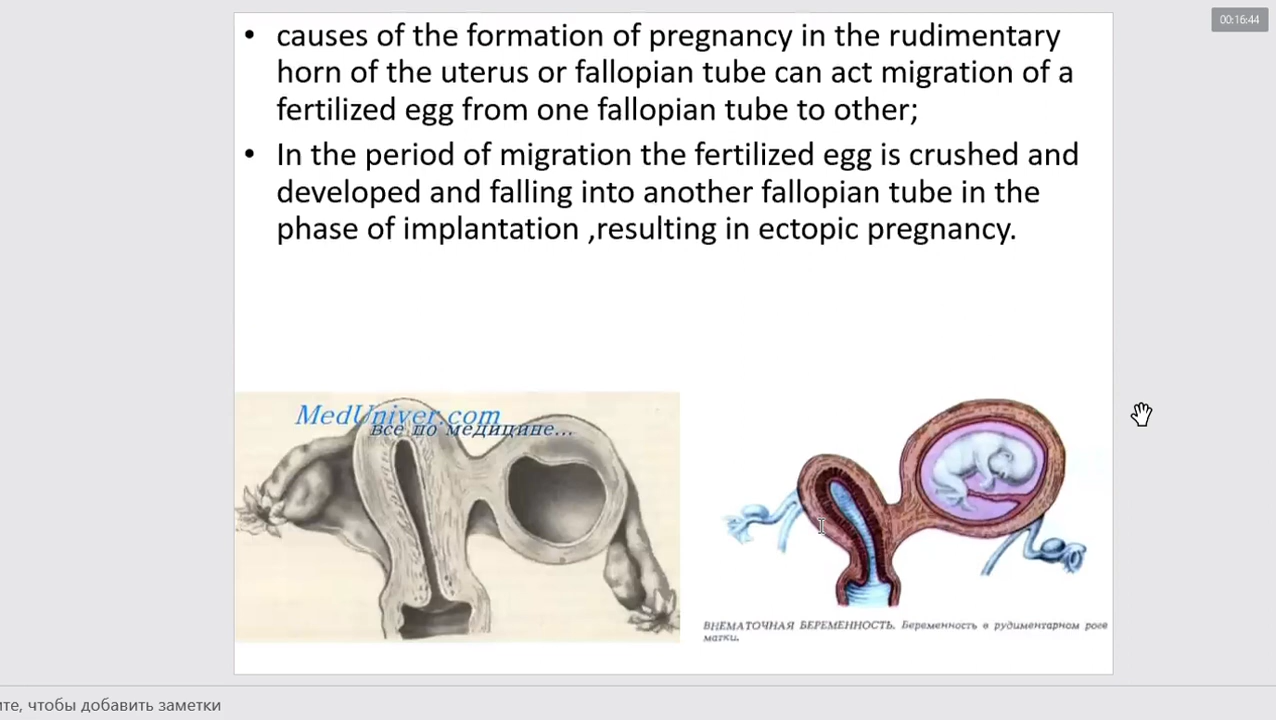 00:16:44
• causes of the formation of pregnancy in the rudimentary
horn of the uterus or fallopian tube can act migration of a
fertilized egg from one fallopian tube to other;
• In the period of migration the fertilized egg is crushed and
developed and falling into another fallopian tube in the
phase of implantation ,resulting in ectopic pregnancy.
MedUniver.com
все по медицине...
ВНЕМАТОЧНАЯ БЕРЕМЕННОСТЬ. Беременность в рудиментарном роге
матки.
ите, чтобы добавить заметки